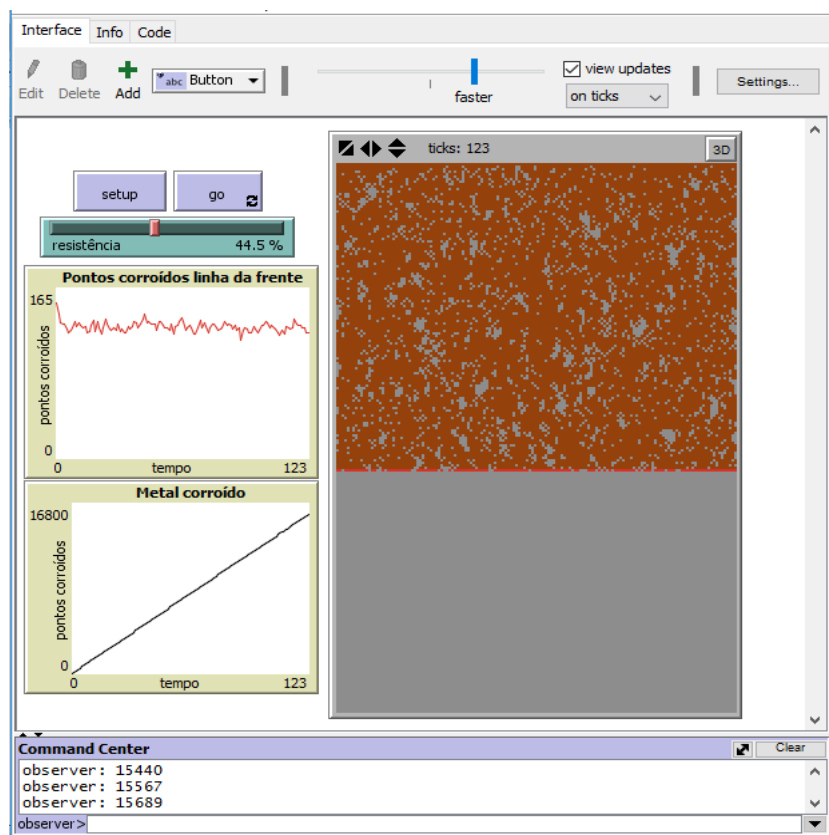 Interface Info Code
Edit Delete Add
abc Button
faster
view updates
on ticks
Settings...
ticks: 123
3D
setup
go
resistência 44.5 %
Pontos corroídos linha da frente
165
pontos corroídos
0
0 tempo 123
Metal corroído
16800
pontos corroídos
0
0 tempo 123
Command Center
Clear
observer: 15440
observer: 15567
observer: 15689
observer>